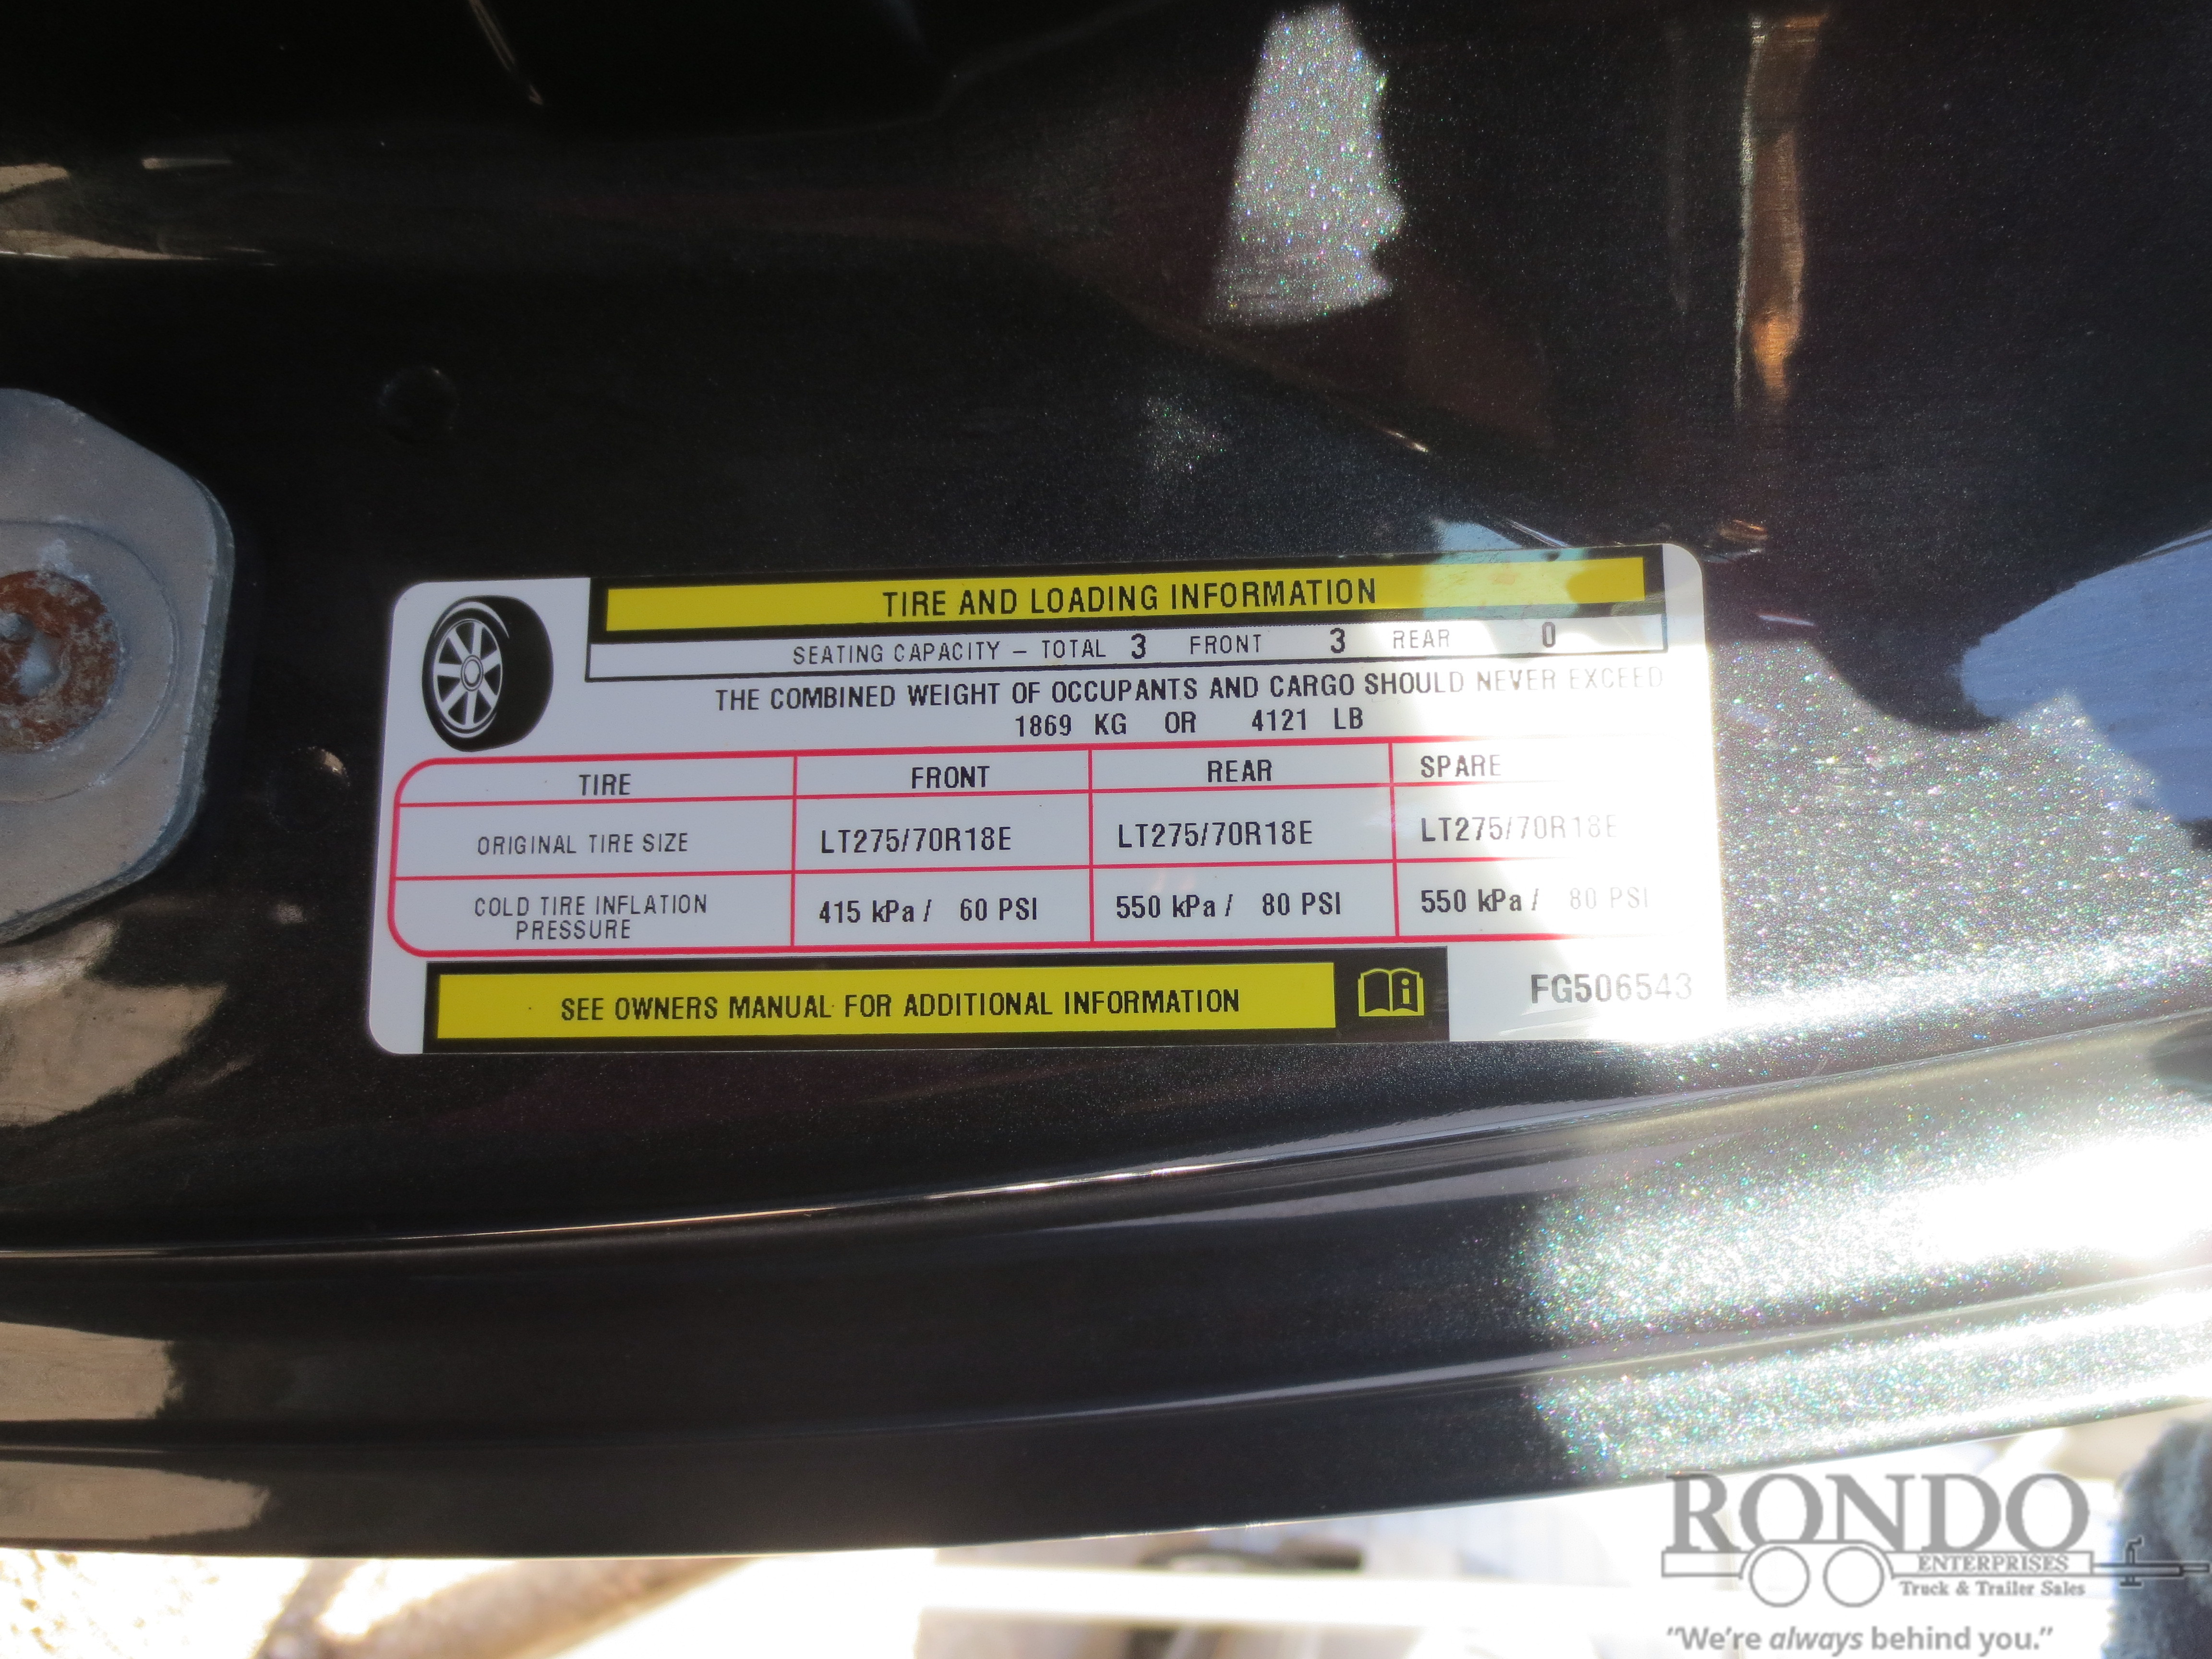 TIRE AND LOADING INFORMATION
SEATING CAPACITY – TOTAL 3 FRONT 3 REAR 0
THE COMBINED WEIGHT OF OCCUPANTS AND CARGO SHOULD NEVER EXCEED
1869 KG OR 4121 LB
TIRE FRONT REAR SPARE
ORIGINAL TIRE SIZE LT275/70R18E LT275/70R18E LT275/70R18E
COLD TIRE INFLATION
PRESSURE 415 kPa / 60 PSI 550 kPa / 80 PSI 550 kPa / 80 PSI
SEE OWNERS MANUAL FOR ADDITIONAL INFORMATION
FG506543
RONDO
ENTERPRISES
Truck & Trailer Sales
"We're always behind you."